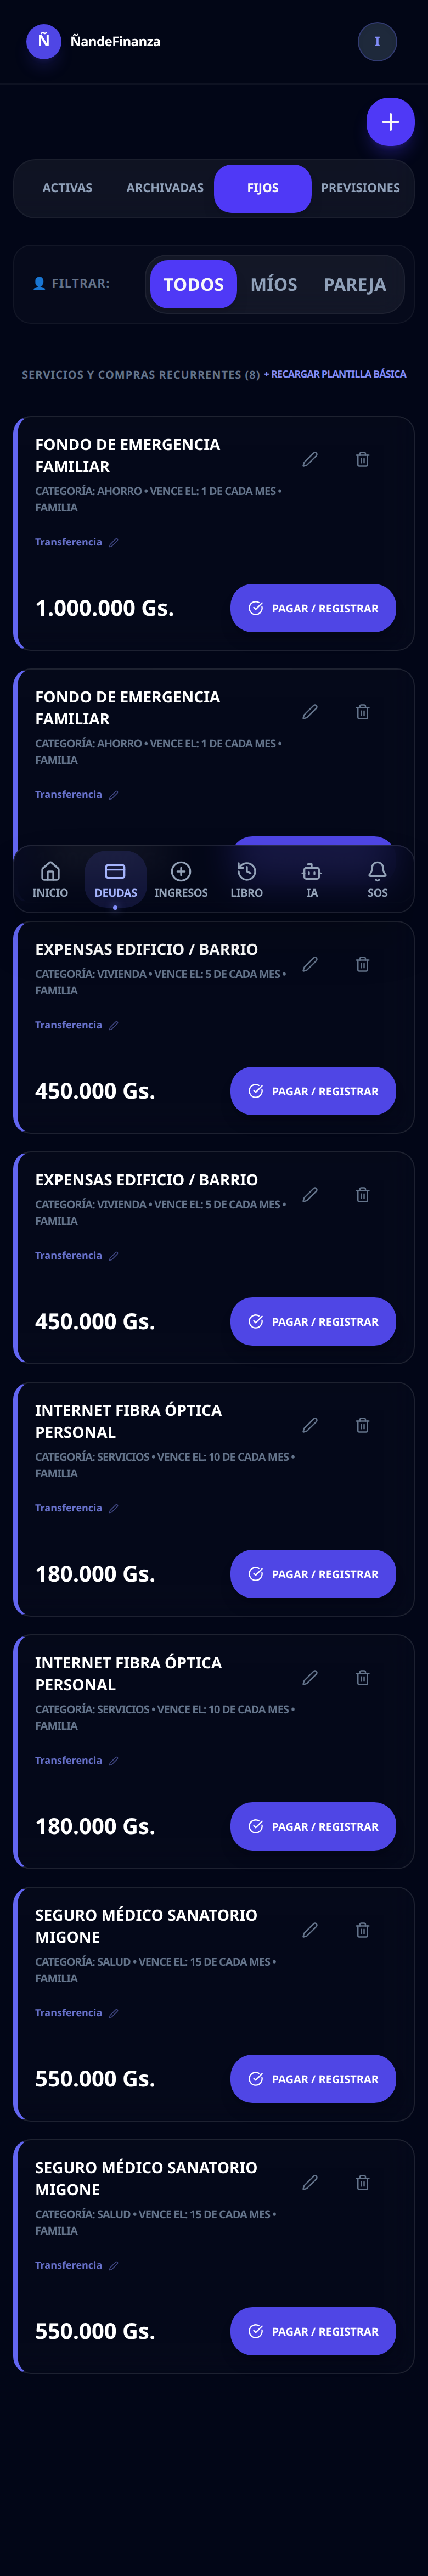 Ñ ÑandeFinanza I
ACTIVAS ARCHIVADAS FIJOS PREVISIONES
👤 FILTRAR: TODOS MÍOS PAREJA
SERVICIOS Y COMPRAS RECURRENTES (8) + RECARGAR PLANTILLA BÁSICA
FONDO DE EMERGENCIA
FAMILIAR
CATEGORÍA: AHORRO • VENCE EL: 1 DE CADA MES •
FAMILIA
Transferencia
1.000.000 Gs. PAGAR / REGISTRAR
FONDO DE EMERGENCIA
FAMILIAR
CATEGORÍA: AHORRO • VENCE EL: 1 DE CADA MES •
FAMILIA
Transferencia
INICIO DEUDAS INGRESOS LIBRO IA SOS
EXPENSAS EDIFICIO / BARRIO
CATEGORÍA: VIVIENDA • VENCE EL: 5 DE CADA MES •
FAMILIA
Transferencia
450.000 Gs. PAGAR / REGISTRAR
EXPENSAS EDIFICIO / BARRIO
CATEGORÍA: VIVIENDA • VENCE EL: 5 DE CADA MES •
FAMILIA
Transferencia
450.000 Gs. PAGAR / REGISTRAR
INTERNET FIBRA ÓPTICA
PERSONAL
CATEGORÍA: SERVICIOS • VENCE EL: 10 DE CADA MES •
FAMILIA
Transferencia
180.000 Gs. PAGAR / REGISTRAR
INTERNET FIBRA ÓPTICA
PERSONAL
CATEGORÍA: SERVICIOS • VENCE EL: 10 DE CADA MES •
FAMILIA
Transferencia
180.000 Gs. PAGAR / REGISTRAR
SEGURO MÉDICO SANATORIO
MIGONE
CATEGORÍA: SALUD • VENCE EL: 15 DE CADA MES •
FAMILIA
Transferencia
550.000 Gs. PAGAR / REGISTRAR
SEGURO MÉDICO SANATORIO
MIGONE
CATEGORÍA: SALUD • VENCE EL: 15 DE CADA MES •
FAMILIA
Transferencia
550.000 Gs. PAGAR / REGISTRAR